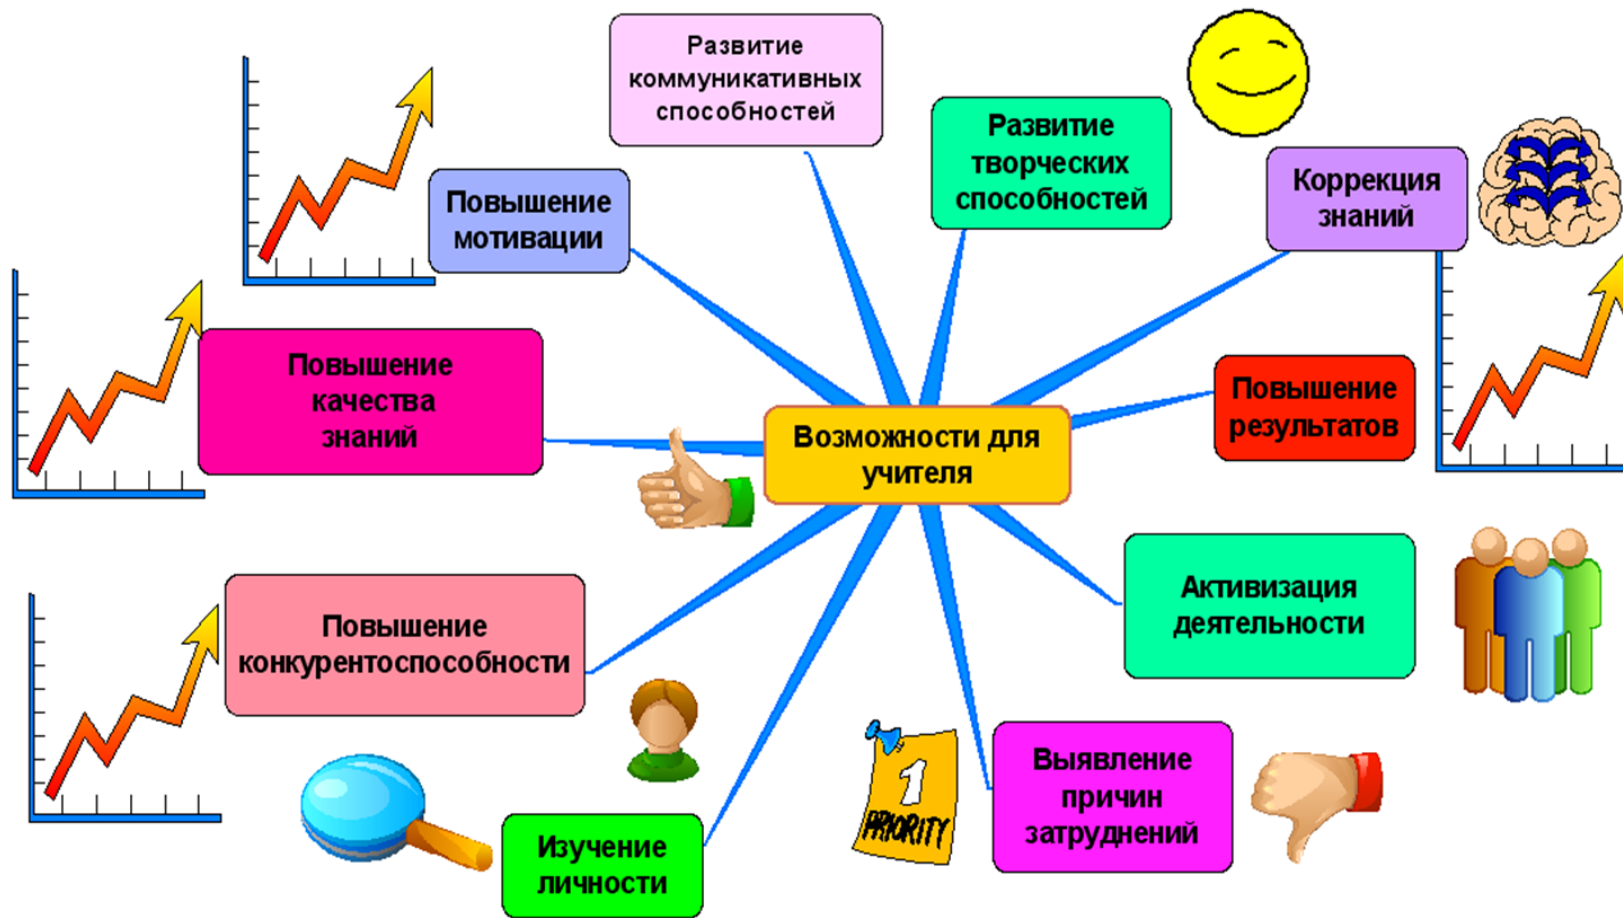 Развитие
коммуникативных
способностей
Развитие
творческих
способностей
Коррекция
знаний
Повышение
мотивации
Повышение
качества
знаний
Возможности для
учителя
Повышение
результатов
Активизация
деятельности
Повышение
конкурентоспособности
Выявление
причин
затруднений
1
PRIORITY
Изучение
личности